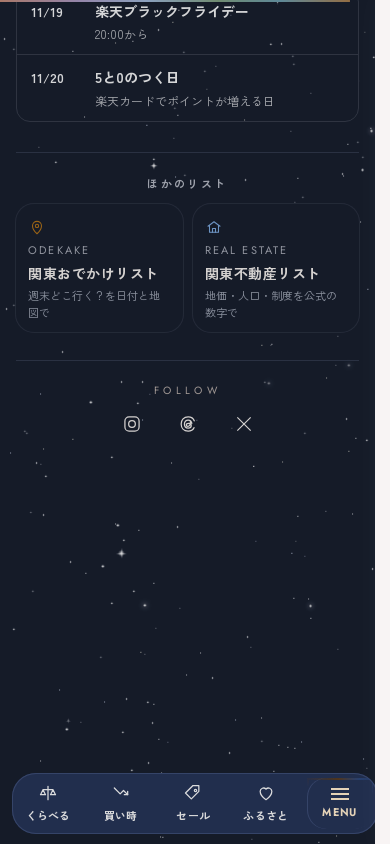 11/19
楽天ブラックフライデー
20:00から
11/20
5と0のつく日
楽天カードでポイントが増える日
ほかのリスト
ODEKAKE
関東おでかけリスト
週末どこ行く？を日付と地
図で
REAL ESTATE
関東不動産リスト
地価・人口・制度を公式の
数字で
FOLLOW
くらべる
買い時
セール
ふるさと
MENU